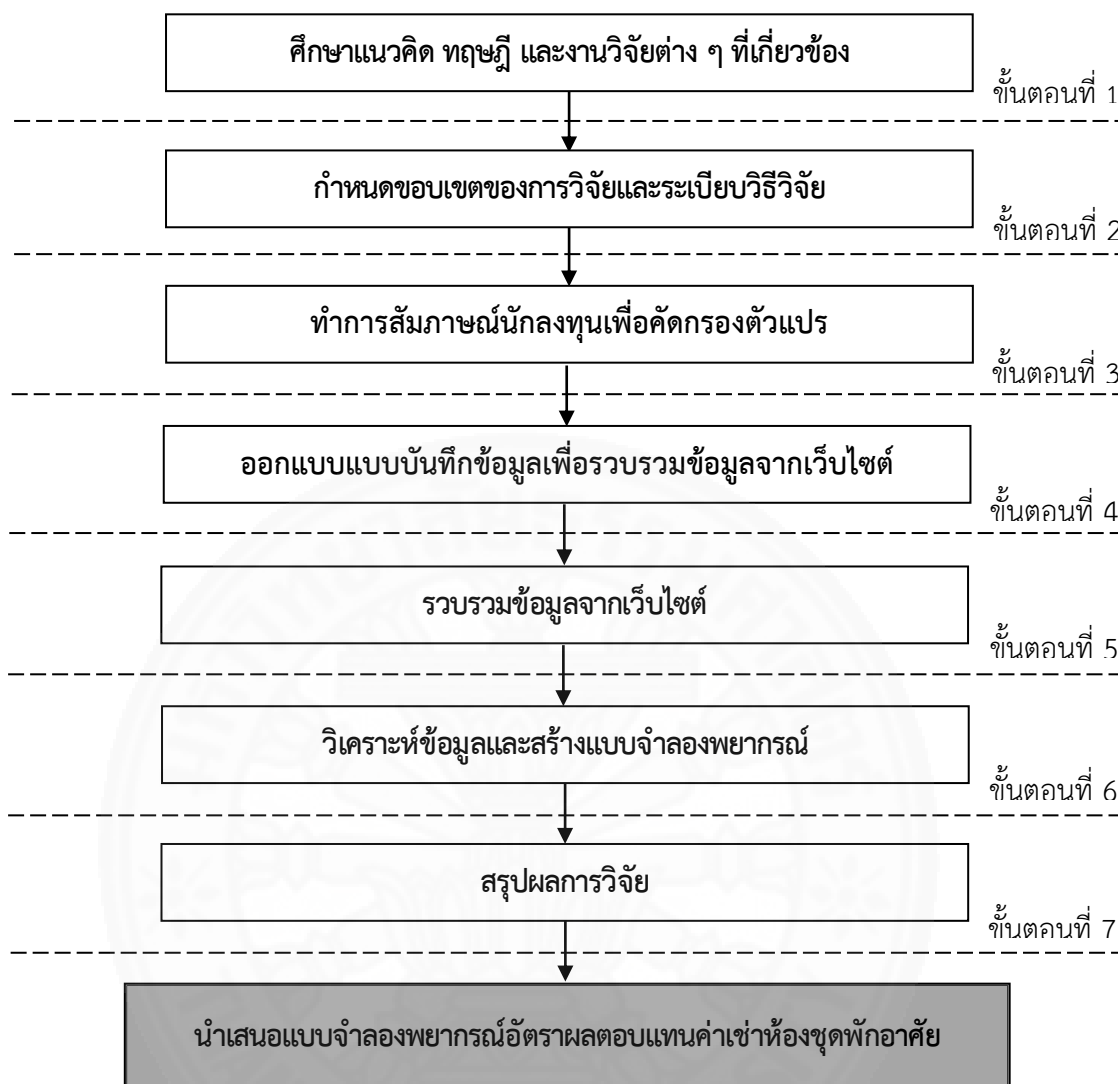 ศึกษาแนวคิด ทฤษฎี และงานวิจัยต่าง ๆ ที่เกี่ยวข้อง
ขั้นตอนที่ 1
กำหนดขอบเขตของการวิจัยและระเบียบวิธีวิจัย
ขั้นตอนที่ 2
ทำการสัมภาษณ์นักลงทุนเพื่อคัดกรองตัวแปร
ขั้นตอนที่ 3
ออกแบบแบบบันทึกข้อมูลเพื่อรวบรวมข้อมูลจากเว็บไซต์
ขั้นตอนที่ 4
รวบรวมข้อมูลจากเว็บไซต์
ขั้นตอนที่ 5
วิเคราะห์ข้อมูลและสร้างแบบจำลองพยากรณ์
ขั้นตอนที่ 6
สรุปผลการวิจัย
ขั้นตอนที่ 7
นำเสนอแบบจำลองพยากรณ์อัตราผลตอบแทนค่าเช่าห้องชุดพักอาศัย